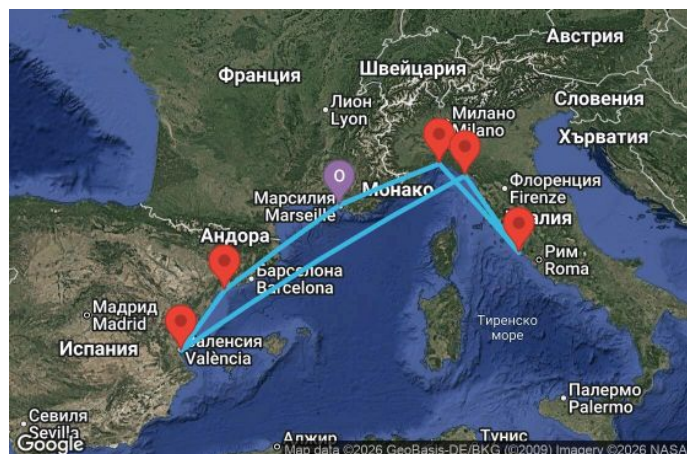 Австрия
Франция
Швейцария
Лион
Lyon
Словения
Милано
Milano
Хърватия
Марсилия
Marseille
Монако
Флоренция
Firenze
Италия
Андора
О
Барселона
Barcelona
Рим
Roma
Мадрид
Madrid
Испания
Валенсия
València
Тиренско
море
Палермо
Palermo
Севиля
Sevilla
Google
Алжир
Тунис
Map data ©2026 GeoBasis-DE/BKG (©2009) Imagery ©2026 NASA